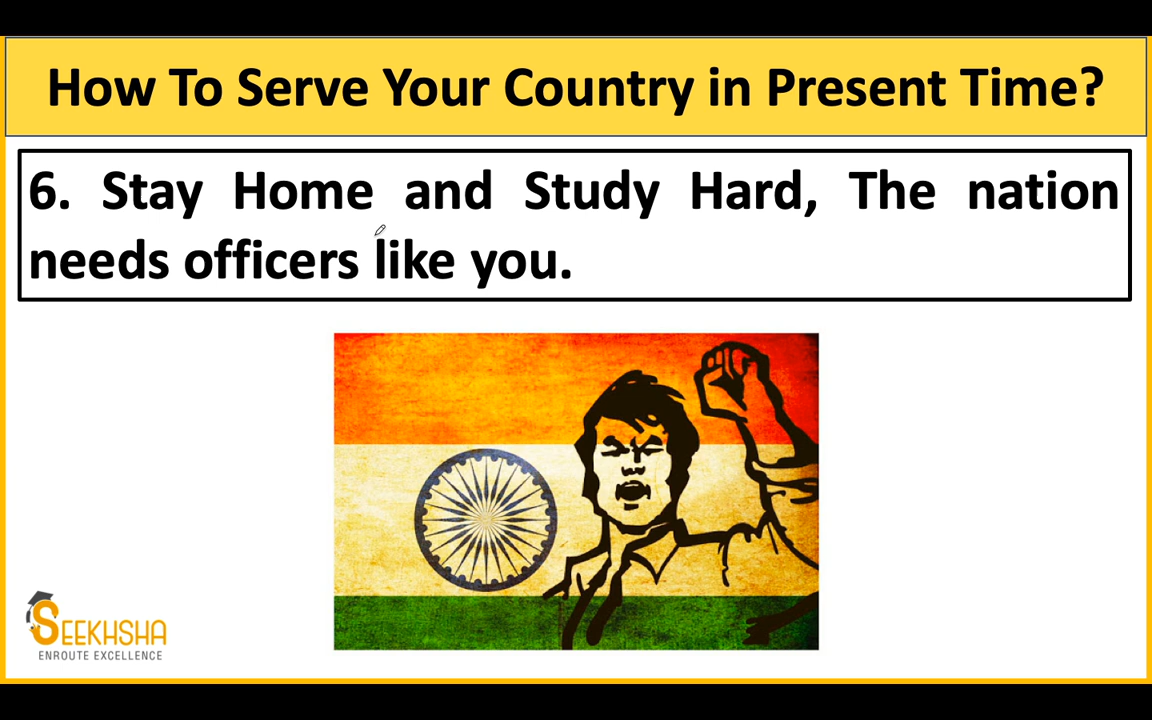 How To Serve Your Country in Present Time?
6. Stay Home and Study Hard, The nation
needs officers like you.
SEEKHSHA
ENROUTE EXCELLENCE